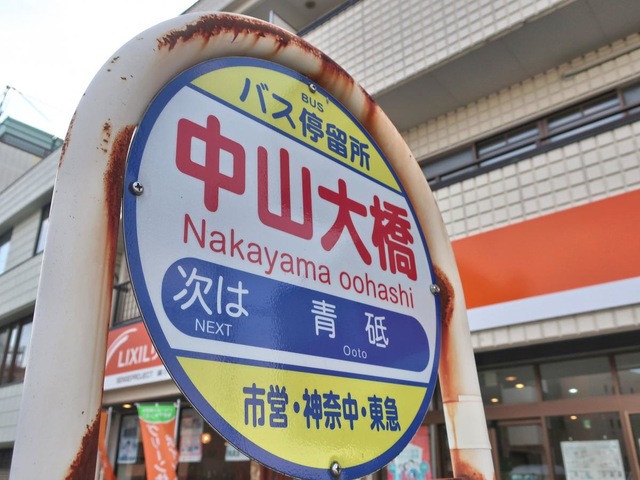 バス停留所
BUS
中山大橋
Nakayama oohashi
次は 青砥
NEXT Ooto
市営・神奈中・東急
LIXIL